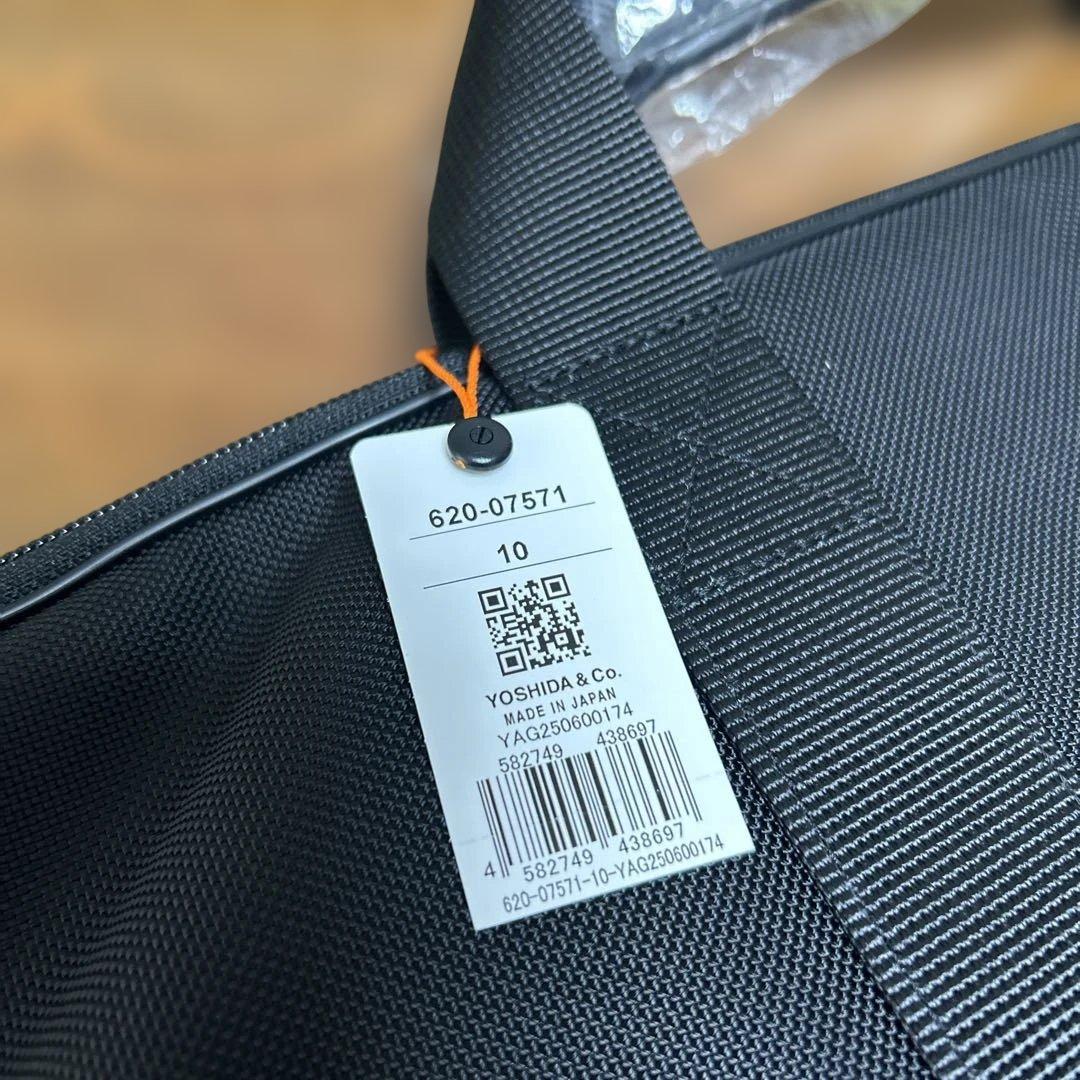 620-07571
10
YOSHIDA & Co.
MADE IN JAPAN
YAG250600174
582749 438697
4 582749 438697
620-07571-10-YAG250600174